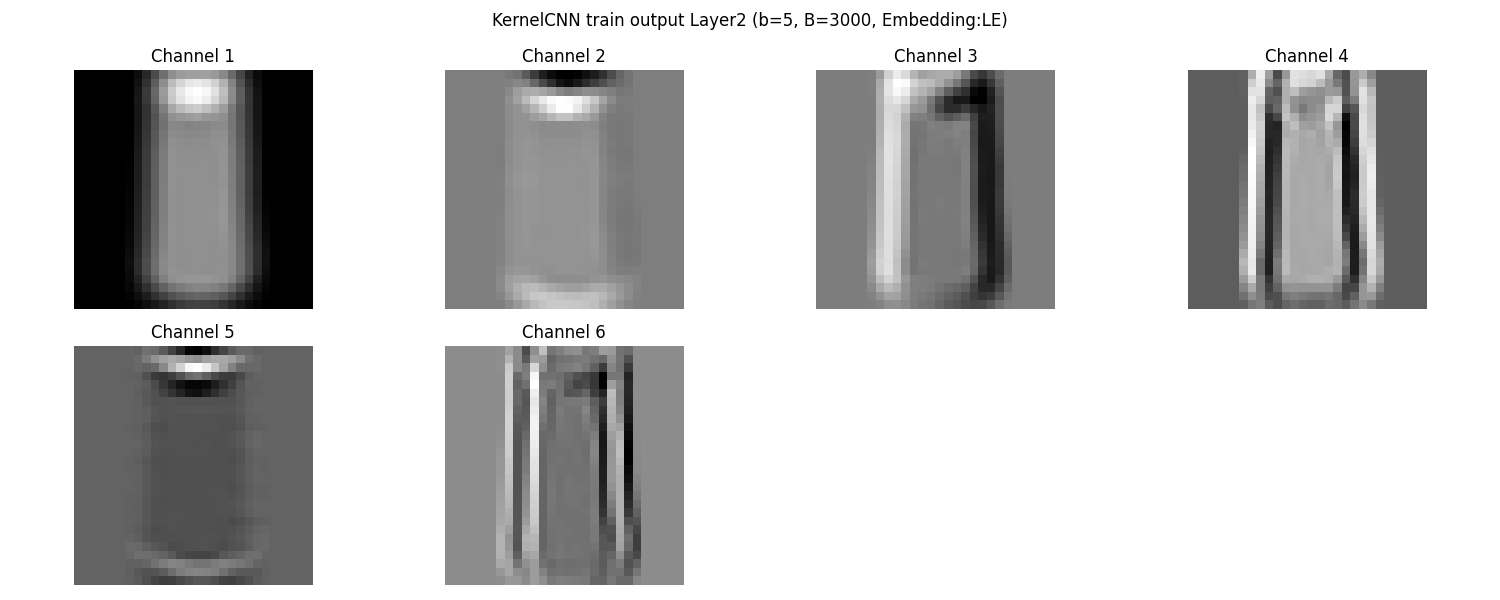 KernelCNN train output Layer2 (b=5, B=3000, Embedding:LE)
Channel 1
Channel 2
Channel 3
Channel 4
Channel 5
Channel 6